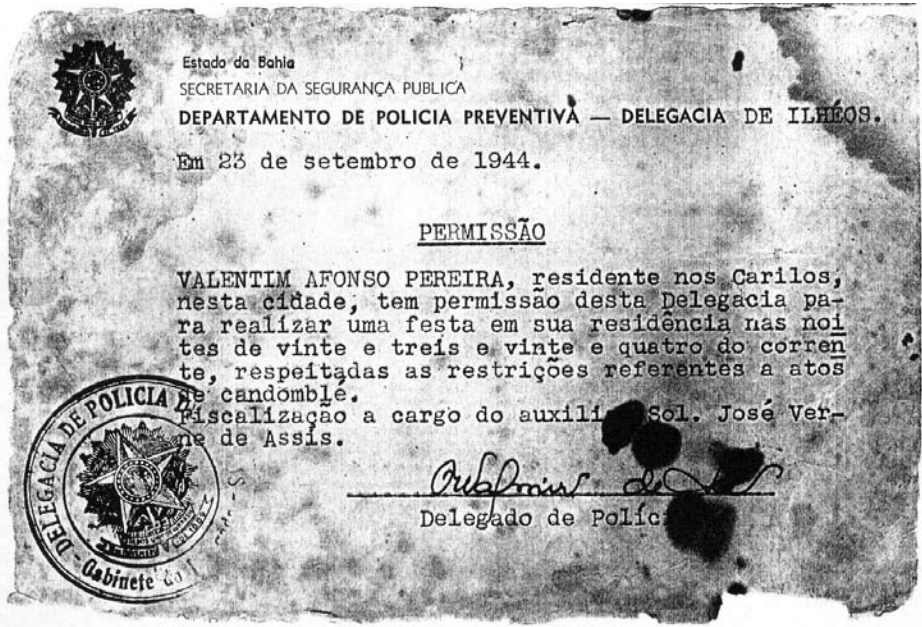 Estado da Bahia
SECRETARIA DA SEGURANÇA PUBLICA
DEPARTAMENTO DE POLICIA PREVENTIVA — DELEGACIA DE ILHÉOS.
Em 23 de setembro de 1944.
PERMISSÃO
VALENTIM AFONSO PEREIRA, residente nos Carilos,
nesta cidade, tem permissão desta Delegacia pa-
ra realizar uma festa em sua residência nas noi
tes de vinte e treis e vinte e quatro do corren
te, respeitadas as restrições referentes a atos
de candomblé.
Fiscalização a cargo do auxiliar Sol. José Ver-
ne de Assis.
Delegado de Políc
DELEGACIA DE POLICIA
Gabinete do